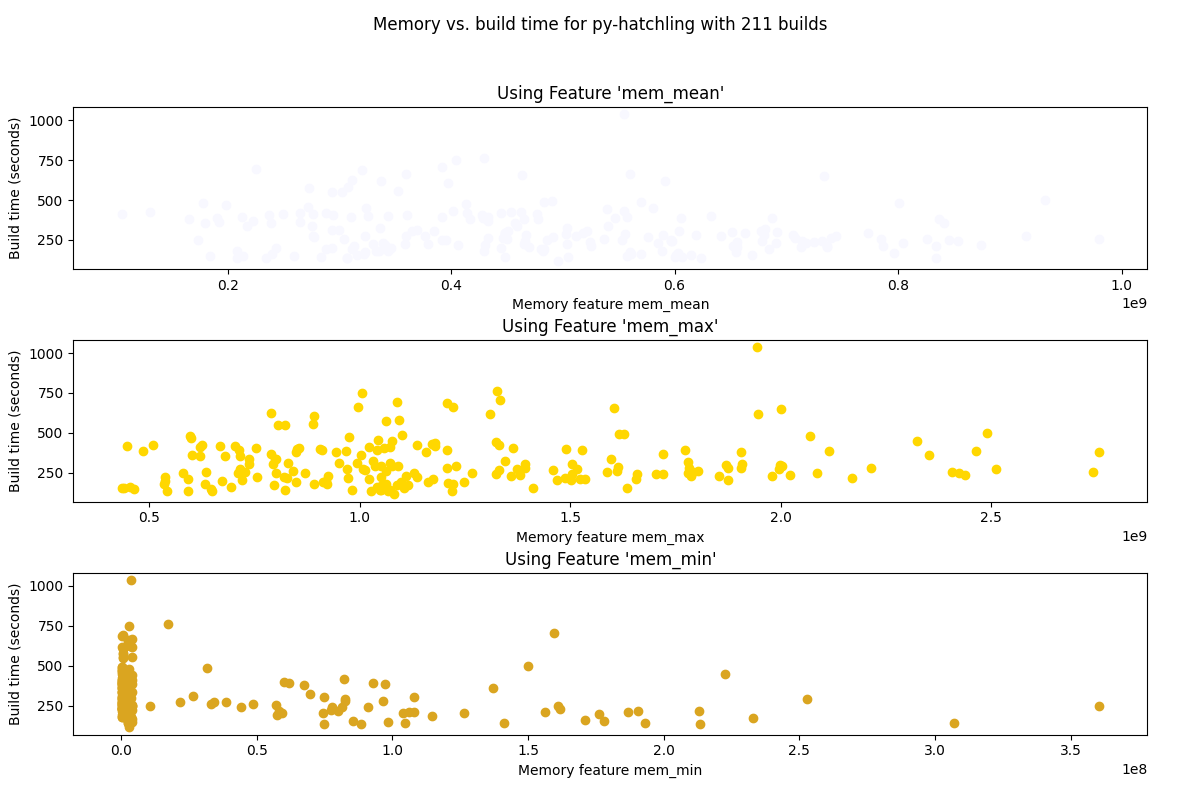 Memory vs. build time for py-hatchling with 211 builds
Using Feature 'mem_mean'
Build time (seconds)
1000
750
500
250
0.2 0.4 0.6 0.8 1.0
1e9
Memory feature mem_mean
Using Feature 'mem_max'
Build time (seconds)
1000
750
500
250
0.5 1.0 1.5 2.0 2.5
1e9
Memory feature mem_max
Using Feature 'mem_min'
Build time (seconds)
1000
750
500
250
0.0 0.5 1.0 1.5 2.0 2.5 3.0 3.5
1e8
Memory feature mem_min